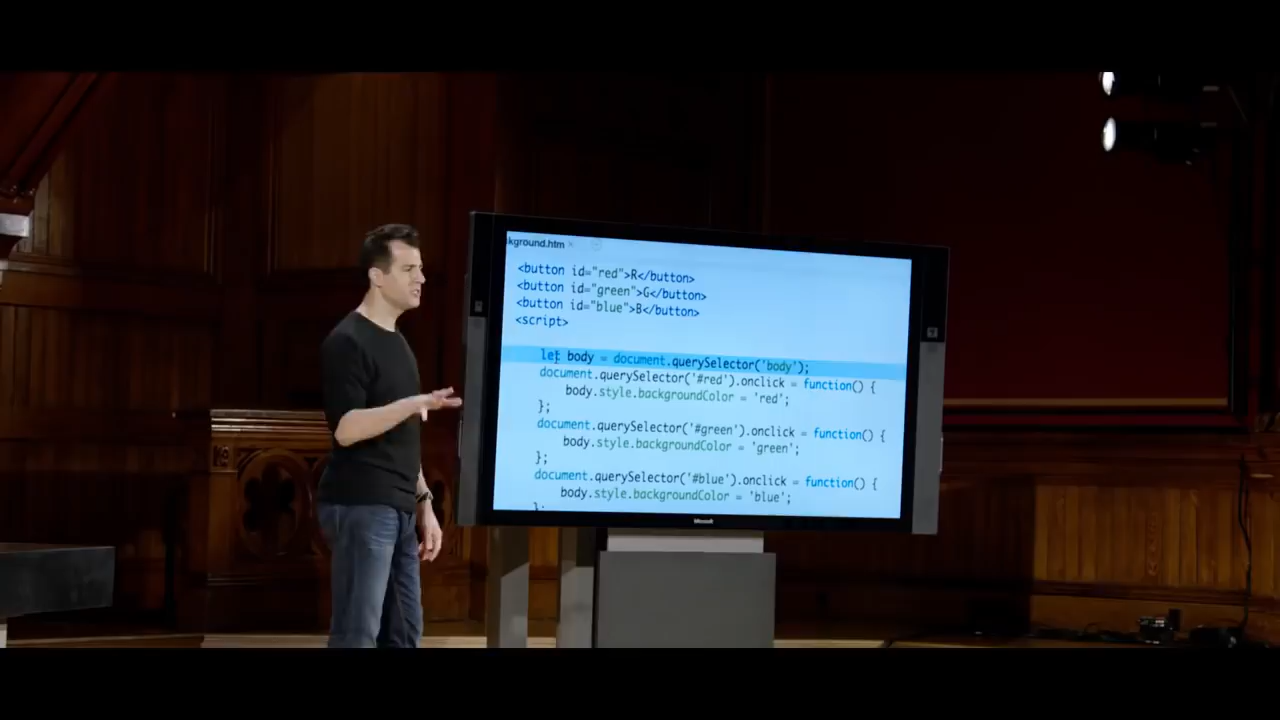 kground.htm ×
<button id="red">R</button>
<button id="green">G</button>
<button id="blue">B</button>
<script>
let body = document.querySelector('body');
document.querySelector('#red').onclick = function() {
body.style.backgroundColor = 'red';
};
document.querySelector('#green').onclick = function() {
body.style.backgroundColor = 'green';
};
document.querySelector('#blue').onclick = function() {
body.style.backgroundColor = 'blue';
};
Microsoft